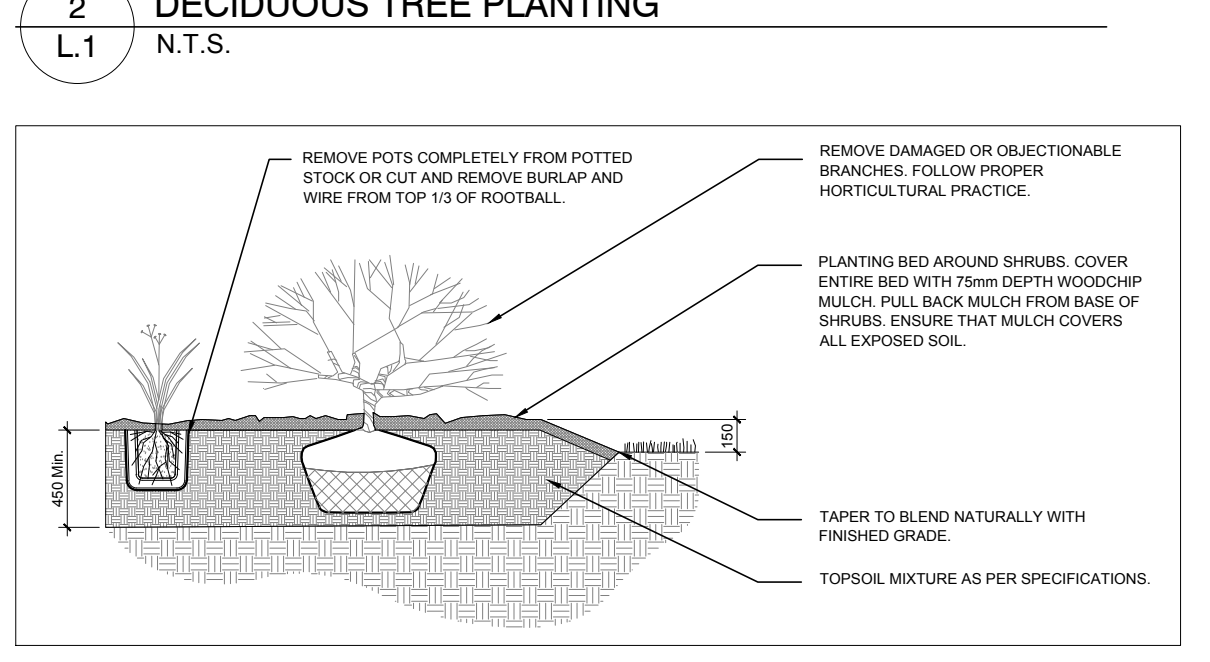 2
DECIDUOUS TREE PLANTING
L.1
N.T.S.
REMOVE POTS COMPLETELY FROM POTTED
STOCK OR CUT AND REMOVE BURLAP AND
WIRE FROM TOP 1/3 OF ROOTBALL.
REMOVE DAMAGED OR OBJECTIONABLE
BRANCHES. FOLLOW PROPER
HORTICULTURAL PRACTICE.
PLANTING BED AROUND SHRUBS. COVER
ENTIRE BED WITH 75mm DEPTH WOODCHIP
MULCH. PULL BACK MULCH FROM BASE OF
SHRUBS. ENSURE THAT MULCH COVERS
ALL EXPOSED SOIL.
150
450 Min.
TAPER TO BLEND NATURALLY WITH
FINISHED GRADE.
TOPSOIL MIXTURE AS PER SPECIFICATIONS.